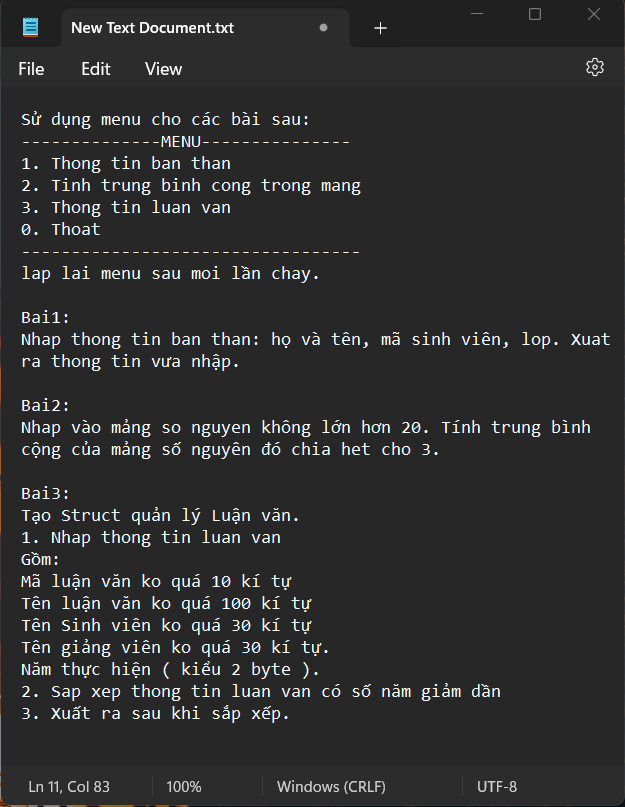 New Text Document.txt
File Edit View
Sử dụng menu cho các bài sau:
--------------MENU---------------
1. Thong tin ban than
2. Tinh trung binh cong trong mang
3. Thong tin luan van
0. Thoat
----------------------------------
lap lai menu sau moi lần chay.
Bai1:
Nhap thong tin ban than: họ và tên, mã sinh viên, lop. Xuat
ra thong tin vưa nhập.
Bai2:
Nhap vào mảng so nguyen không lớn hơn 20. Tính trung bình
cộng của mảng số nguyên đó chia het cho 3.
Bai3:
Tạo Struct quản lý Luận văn.
1. Nhap thong tin luan van
Gồm:
Mã luận văn ko quá 10 kí tự
Tên luận văn ko quá 100 kí tự
Tên Sinh viên ko quá 30 kí tự
Tên giảng viên ko quá 30 kí tự.
Năm thực hiện ( kiểu 2 byte ).
2. Sap xep thong tin luan van có số năm giảm dần
3. Xuất ra sau khi sắp xếp.
Ln 11, Col 83 100% Windows (CRLF) UTF-8